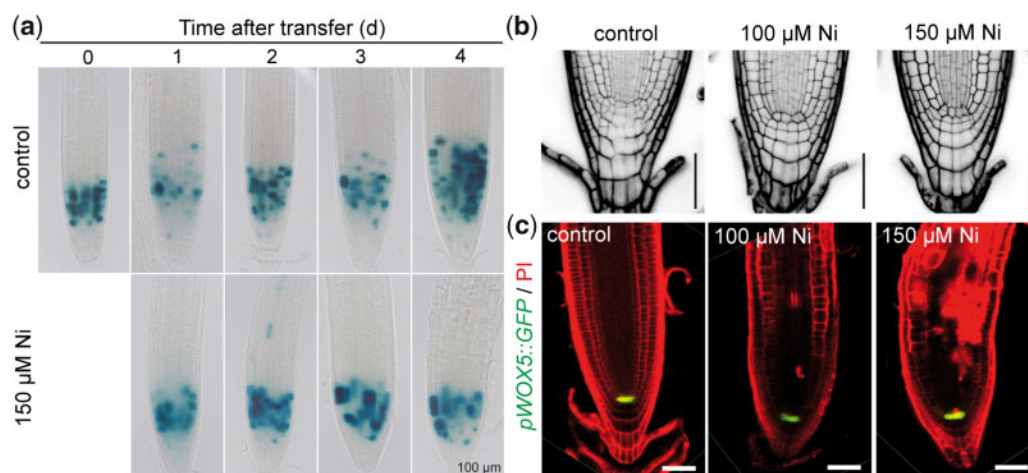 (a)
Time after transfer (d)
0 1 2 3 4
control
150 µM Ni
100 µm
(b)
control 100 µM Ni 150 µM Ni
(c)
control 100 µM Ni 150 µM Ni
pWOX5::GFP / PI